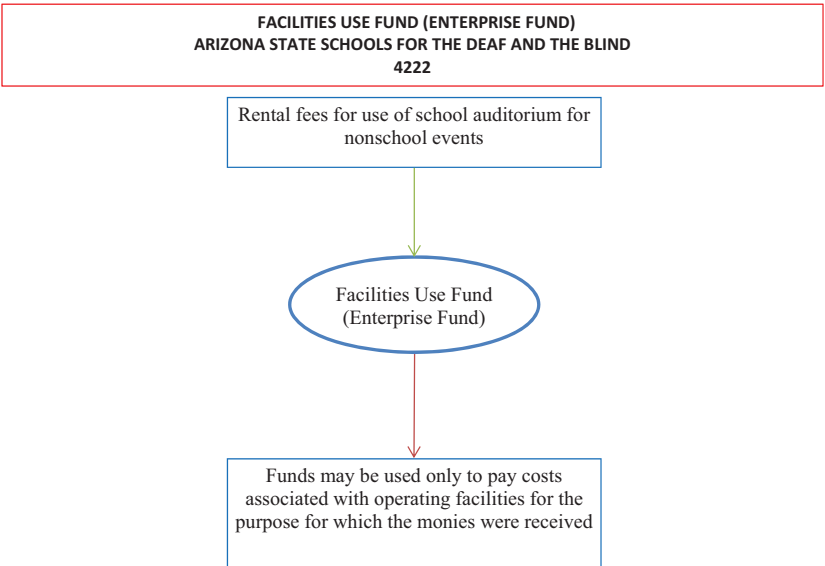 FACILITIES USE FUND (ENTERPRISE FUND)
ARIZONA STATE SCHOOLS FOR THE DEAF AND THE BLIND
4222
Rental fees for use of school auditorium for
nonschool events
Facilities Use Fund
(Enterprise Fund)
Funds may be used only to pay costs
associated with operating facilities for the
purpose for which the monies were received